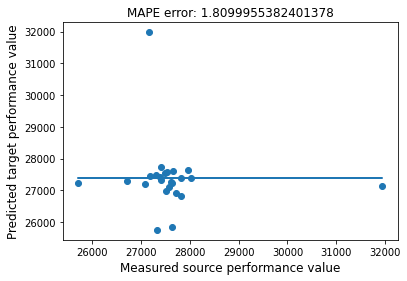 MAPE error: 1.8099955382401378
Predicted target performance value
32000
31000
30000
29000
28000
27000
26000
26000 27000 28000 29000 30000 31000 32000
Measured source performance value